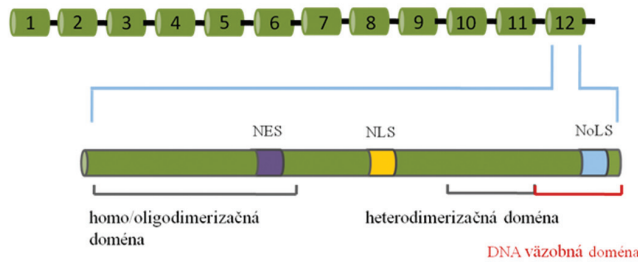 1 2 3 4 5 6 7 8 9 10 11 12
NES NLS NoLS
homo/oligodimerizačná
doména
heterodimerizačná doména
DNA väzobná doména